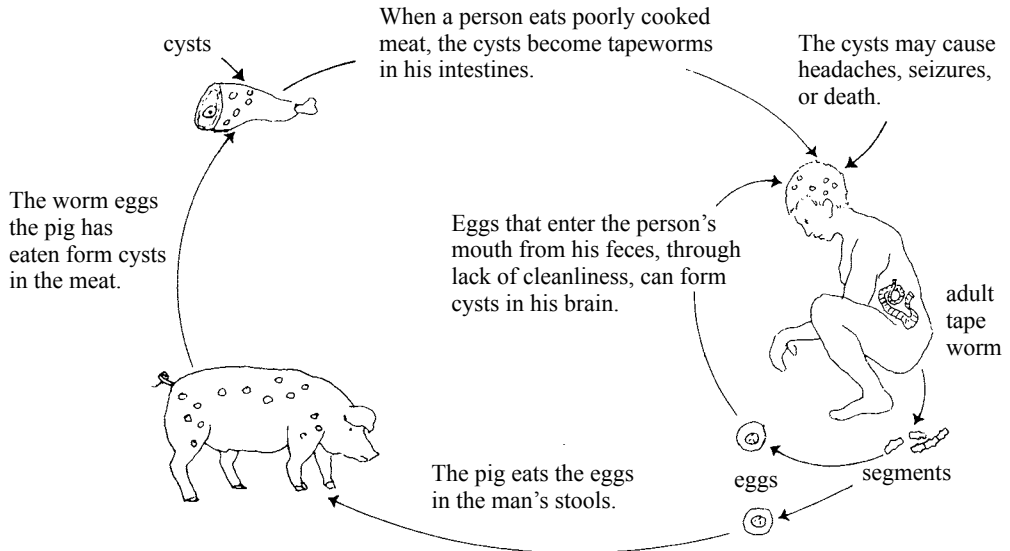 cysts
When a person eats poorly cooked
meat, the cysts become tapeworms
in his intestines.
The cysts may cause
headaches, seizures,
or death.
The worm eggs
the pig has
eaten form cysts
in the meat.
Eggs that enter the person's
mouth from his feces, through
lack of cleanliness, can form
cysts in his brain.
adult
tape
worm
The pig eats the eggs
in the man's stools.
eggs
segments